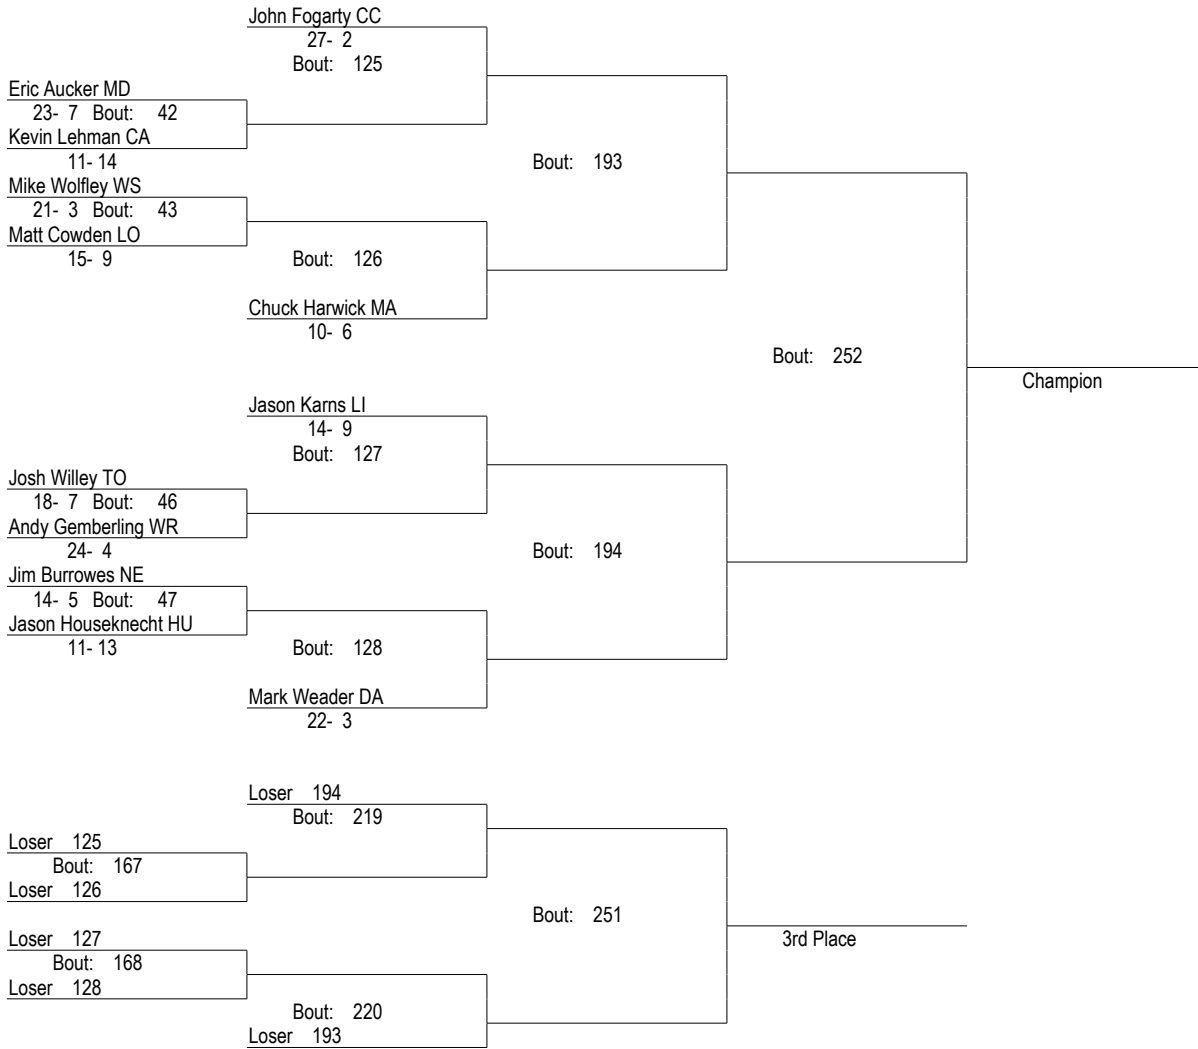 John Fogarty CC
27- 2
Bout: 125
Eric Aucker MD
23- 7 Bout: 42
Kevin Lehman CA
11- 14
Bout: 193
Mike Wolfley WS
21- 3 Bout: 43
Matt Cowden LO
15- 9
Bout: 126
Chuck Harwick MA
10- 6
Bout: 252
Champion
Jason Karns LI
14- 9
Bout: 127
Josh Willey TO
18- 7 Bout: 46
Andy Gemberling WR
24- 4
Bout: 194
Jim Burrowes NE
14- 5 Bout: 47
Jason Houseknecht HU
11- 13
Bout: 128
Mark Weader DA
22- 3
Loser 194
Bout: 219
Loser 125
Bout: 167
Loser 126
Bout: 251
3rd Place
Loser 127
Bout: 168
Loser 128
Bout: 220
Loser 193